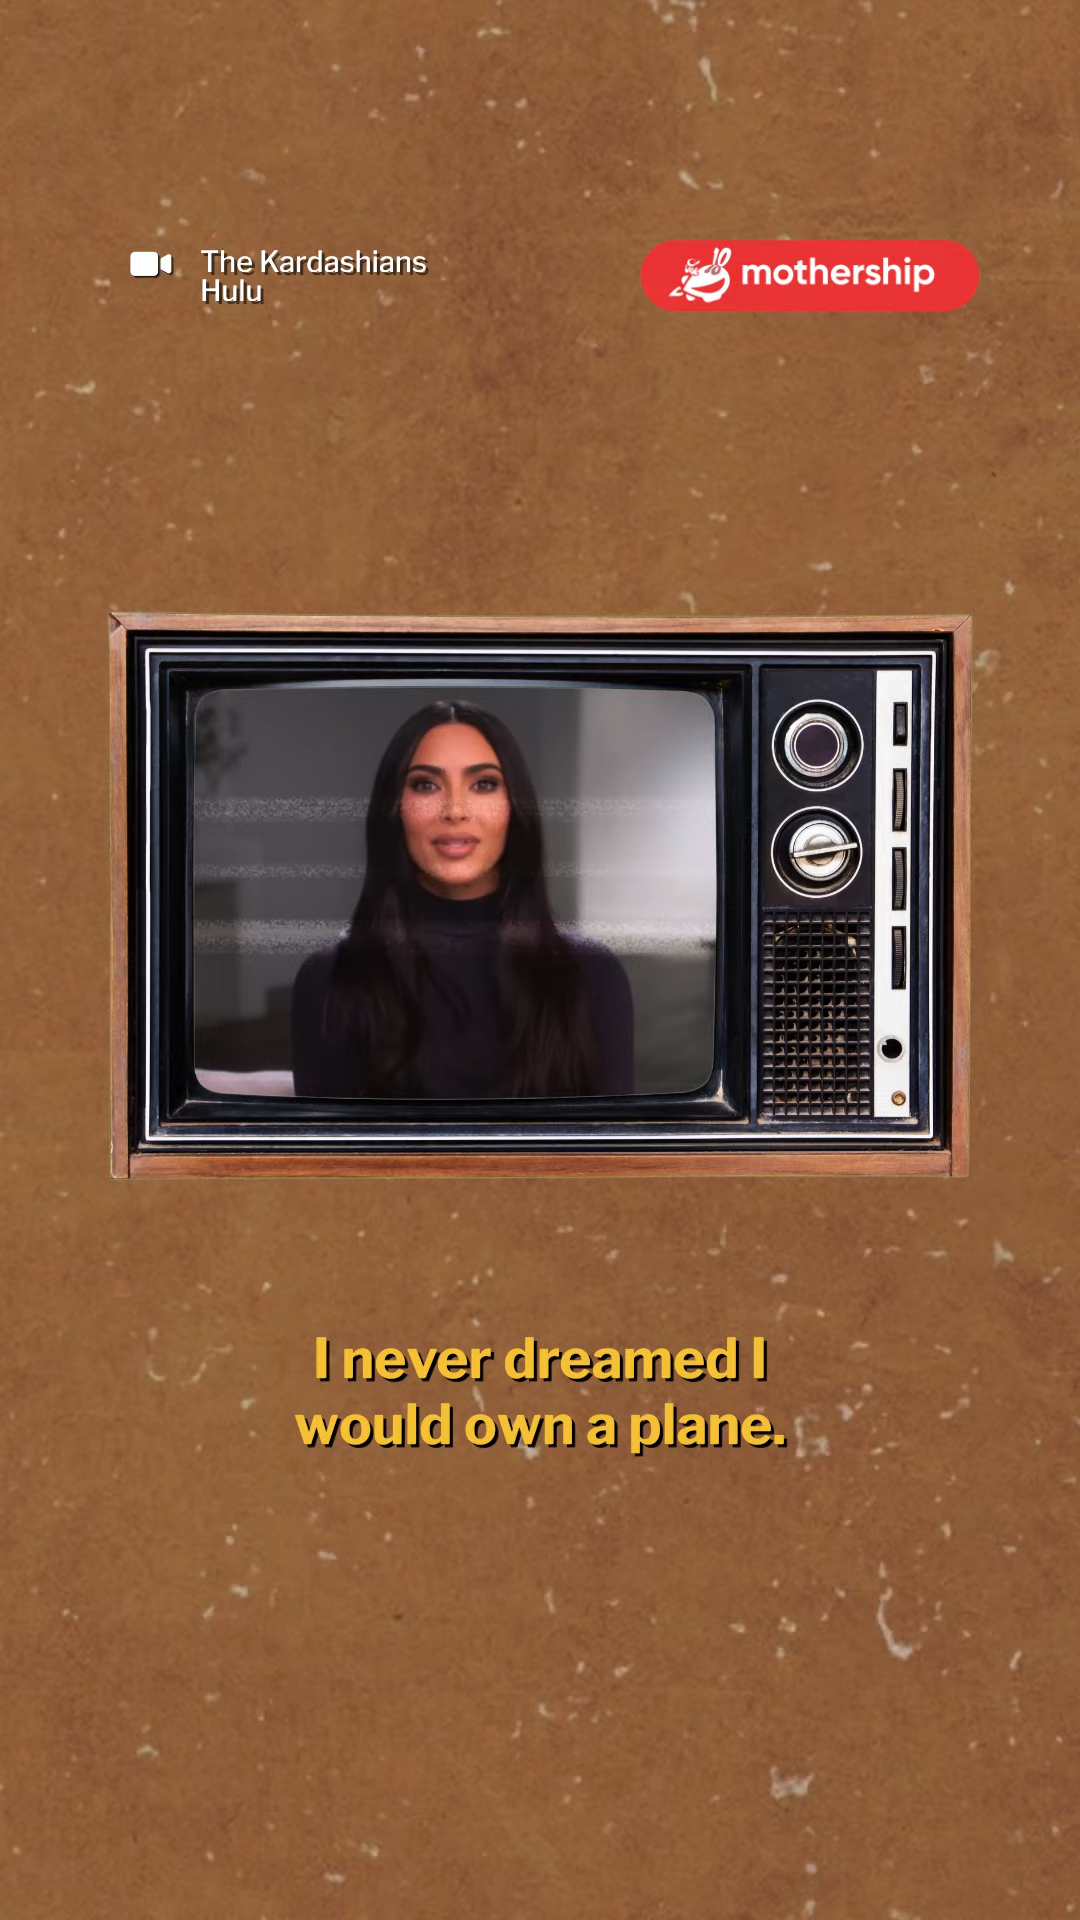 The Kardashians
Hulu
mothership
I never dreamed I
would own a plane.